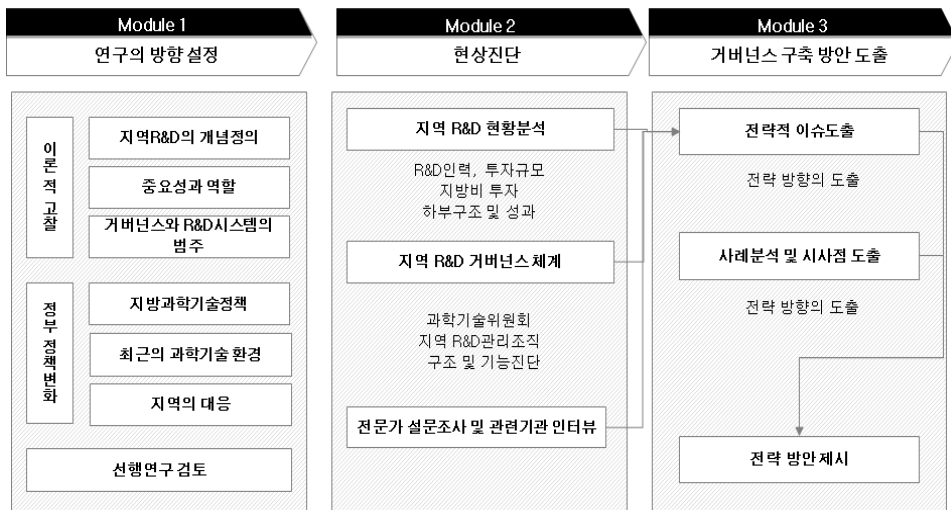 Module 1
연구의 방향 설정
이론적 고찰
지역R&D의 개념정의
중요성과 역할
거버넌스와 R&D시스템의
범주
정부 정책변화
지방과학기술정책
최근의 과학기술 환경
지역의 대응
선행연구 검토
Module 2
현상진단
지역 R&D 현황분석
R&D인력, 투자규모
지방비 투자
하부구조 및 성과
지역 R&D 거버넌스 체계
과학기술위원회
지역 R&D관리조직
구조 및 기능진단
전문가 설문조사 및 관련기관 인터뷰
Module 3
거버넌스 구축 방안 도출
전략적 이슈도출
전략 방향의 도출
사례분석 및 시사점 도출
전략 방향의 도출
전략 방안 제시